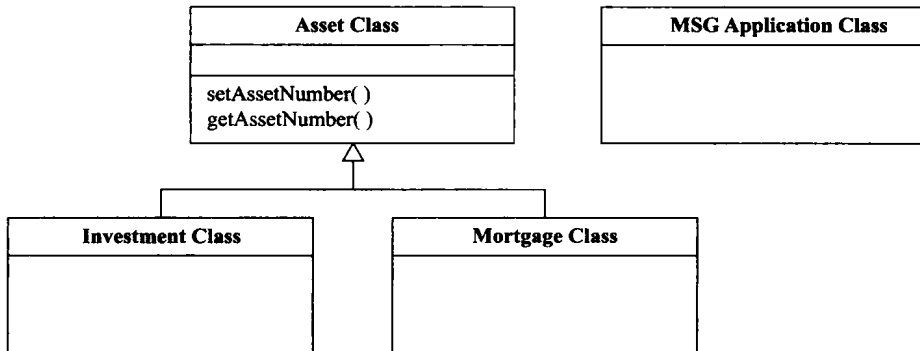 Asset Class
MSG Application Class
setAssetNumber( )
getAssetNumber( )
Investment Class
Mortgage Class